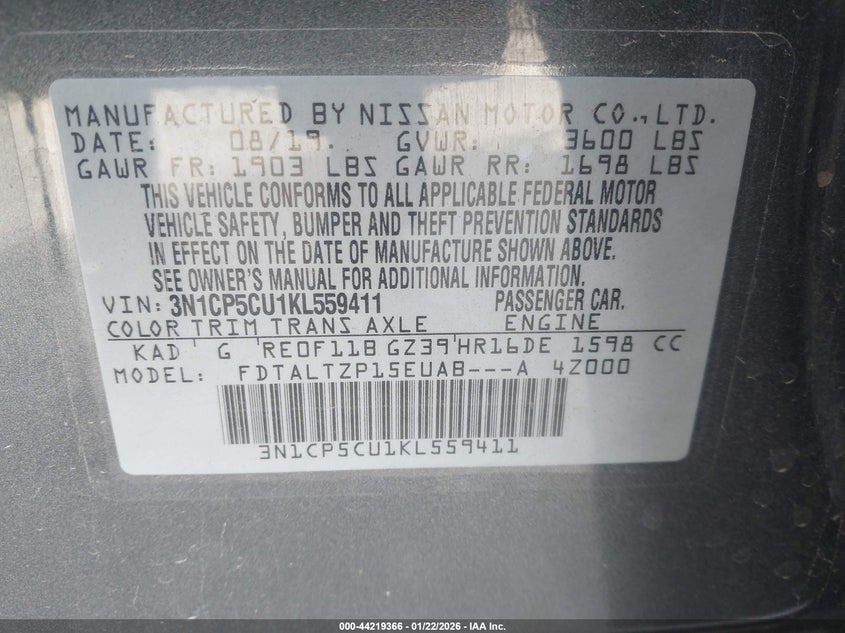 MANUFACTURED BY NISSAN MOTOR CO., LTD.
DATE: 08/19. GVWR: 3600 LBS
GAWR FR: 1903 LBS GAWR RR: 1698 LBS
THIS VEHICLE CONFORMS TO ALL APPLICABLE FEDERAL MOTOR
VEHICLE SAFETY, BUMPER AND THEFT PREVENTION STANDARDS
IN EFFECT ON THE DATE OF MANUFACTURE SHOWN ABOVE.
SEE OWNER'S MANUAL FOR ADDITIONAL INFORMATION.
VIN: 3N1CP5CU1KL559411 PASSENGER CAR.
COLOR TRIM TRANS AXLE ENGINE
KAD G RE0F11B GZ39 HR16DE 1598 CC
MODEL: FDTALTZP15EUAB---A 4Z000
3N1CP5CU1KL559411
000-44219366 - 01/22/2026 - IAA Inc.